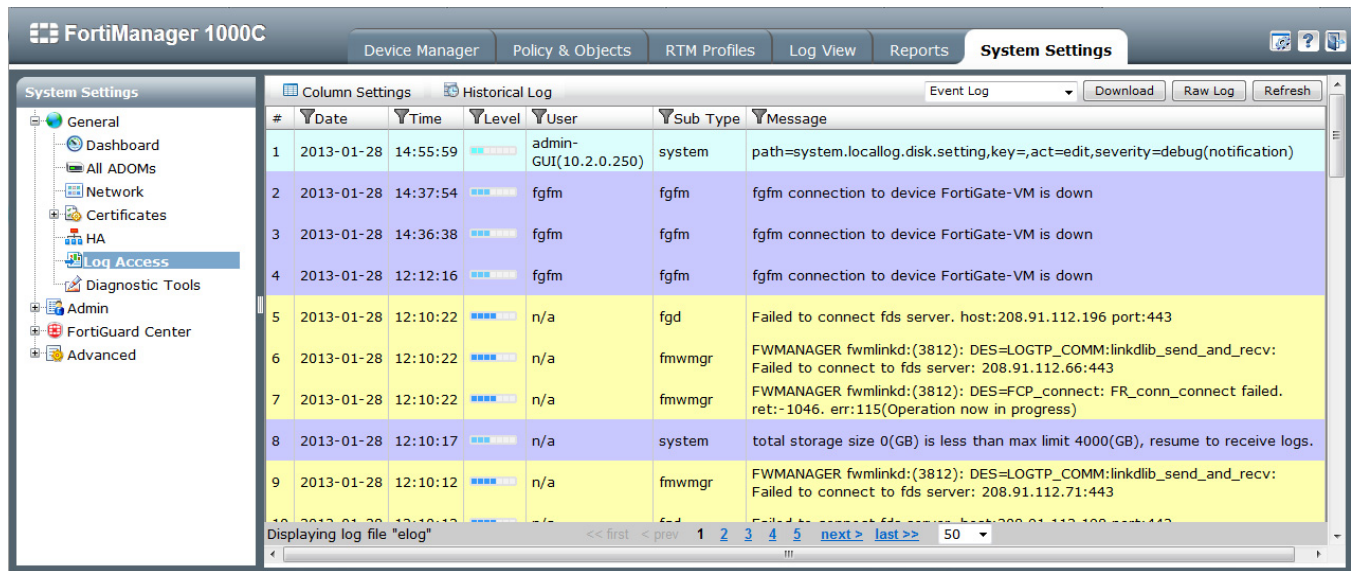 FortiManager 1000C
Device Manager
Policy & Objects
RTM Profiles
Log View
Reports
System Settings
System Settings
General
Dashboard
All ADOMs
Network
Certificates
HA
Log Access
Diagnostic Tools
Admin
FortiGuard Center
Advanced
Column Settings Historical Log Event Log Download Raw Log Refresh
# Date Time Level User Sub Type Message
1 2013-01-28 14:55:59 admin-GUI(10.2.0.250) system path=system.locallog.disk.setting,key=,act=edit,severity=debug(notification)
2 2013-01-28 14:37:54 fgfm fgfm fgfm connection to device FortiGate-VM is down
3 2013-01-28 14:36:38 fgfm fgfm fgfm connection to device FortiGate-VM is down
4 2013-01-28 12:12:16 fgfm fgfm fgfm connection to device FortiGate-VM is down
5 2013-01-28 12:10:22 n/a fgd Failed to connect fds server. host:208.91.112.196 port:443
6 2013-01-28 12:10:22 n/a fmwmgr FWMANAGER fwmlinkd:(3812): DES=LOGTP_COMM:linkdlib_send_and_recv:
Failed to connect to fds server: 208.91.112.66:443
7 2013-01-28 12:10:22 n/a fmwmgr FWMANAGER fwmlinkd:(3812): DES=FCP_connect: FR_conn_connect failed.
ret:-1046. err:115(Operation now in progress)
8 2013-01-28 12:10:17 n/a system total storage size 0(GB) is less than max limit 4000(GB), resume to receive logs.
9 2013-01-28 12:10:12 n/a fmwmgr FWMANAGER fwmlinkd:(3812): DES=LOGTP_COMM:linkdlib_send_and_recv:
Failed to connect to fds server: 208.91.112.71:443
Displaying log file "elog" << first < prev 1 2 3 4 5 next > last >> 50